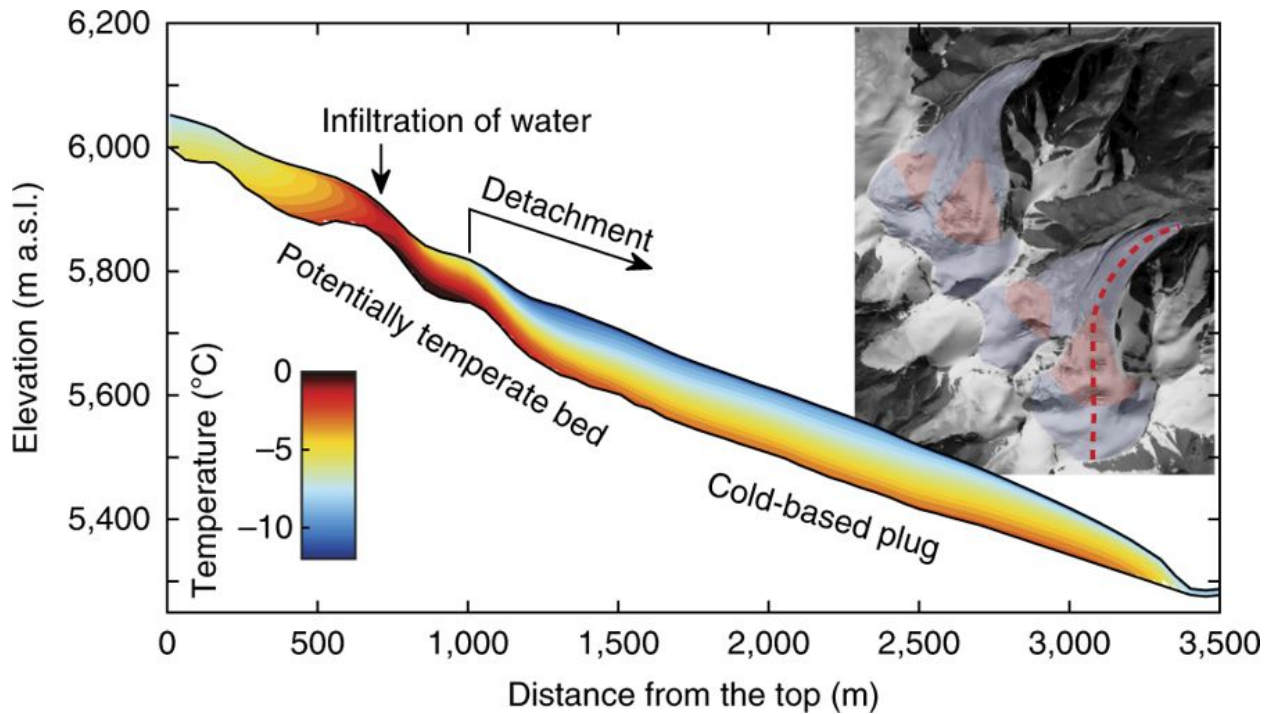 6,200
6,000
5,800
5,600
5,400
Elevation (m a.s.l.)
Infiltration of water
Detachment
Potentially temperate bed
Cold-based plug
Temperature (°C)
0
–5
–10
0
500
1,000
1,500
2,000
2,500
3,000
3,500
Distance from the top (m)